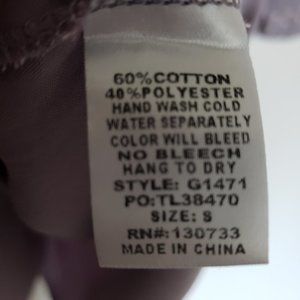 60%COTTON
40%POLYESTER
HAND WASH COLD
WATER SEPARATELY
COLOR WILL BLEED
NO BLEECH
HANG TO DRY
STYLE: G1471
PO:TL38470
SIZE: S
RN#:130733
MADE IN CHINA